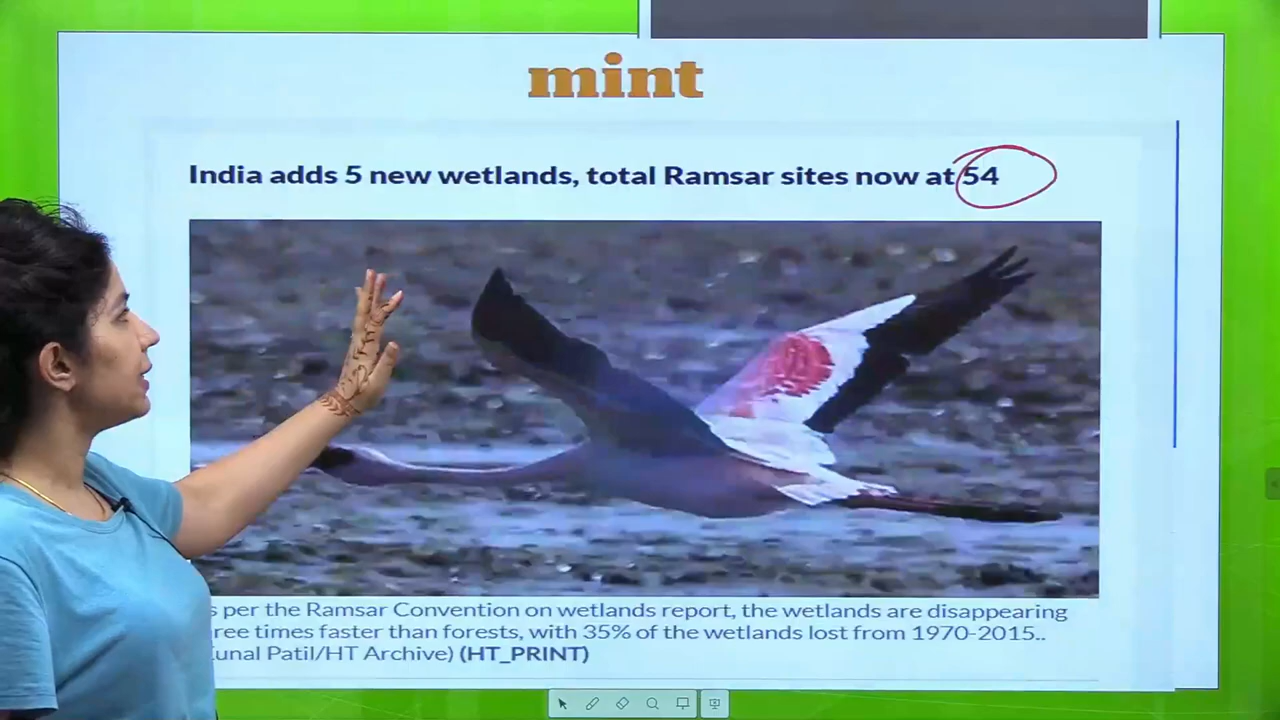 mint
India adds 5 new wetlands, total Ramsar sites now at 54
s per the Ramsar Convention on wetlands report, the wetlands are disappearing
ree times faster than forests, with 35% of the wetlands lost from 1970-2015..
unal Patil/HT Archive) (HT_PRINT)